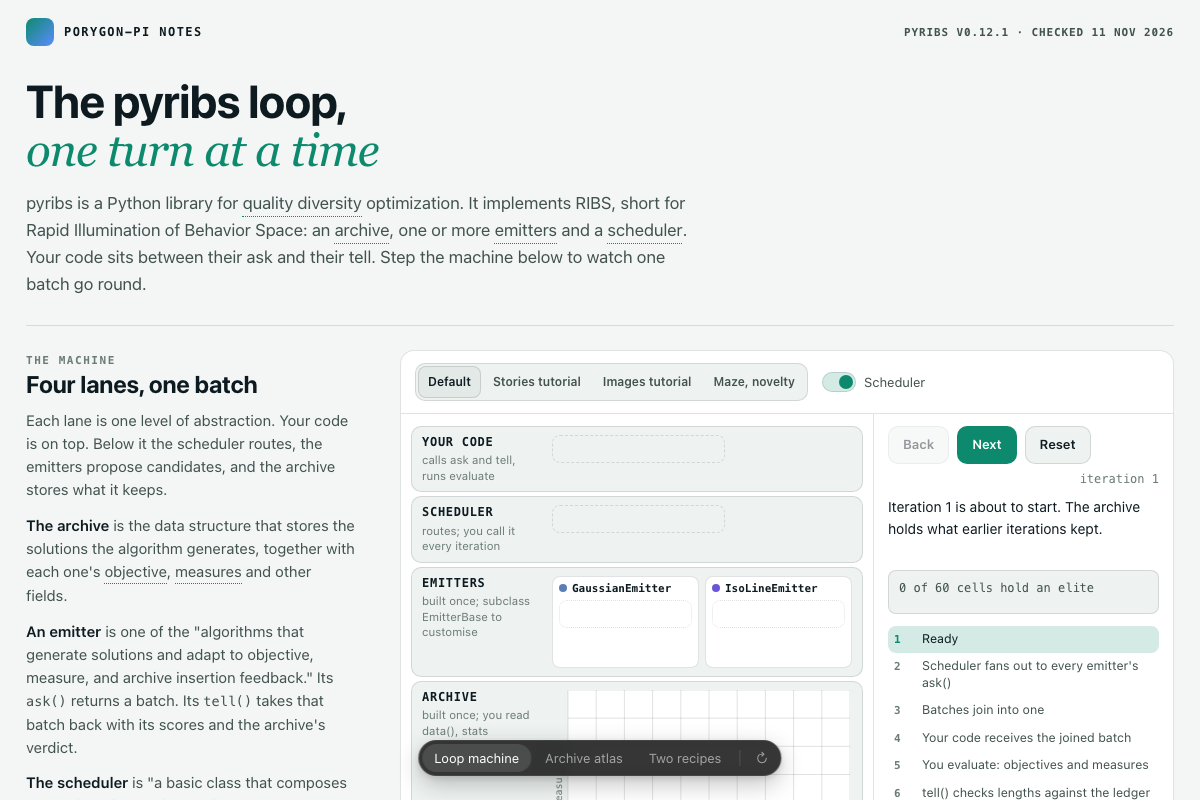 PORYGON-PI NOTES
PYRIBS V0.12.1 · CHECKED 11 NOV 2026
The pyribs loop,
one turn at a time
pyribs is a Python library for quality diversity optimization. It implements RIBS, short for
Rapid Illumination of Behavior Space: an archive, one or more emitters and a scheduler.
Your code sits between their ask and their tell. Step the machine below to watch one
batch go round.
THE MACHINE
Four lanes, one batch
Each lane is one level of abstraction. Your code
is on top. Below it the scheduler routes, the
emitters propose candidates, and the archive
stores what it keeps.
The archive is the data structure that stores the
solutions the algorithm generates, together with
each one's objective, measures and other
fields.
An emitter is one of the "algorithms that
generate solutions and adapt to objective,
measure, and archive insertion feedback." Its
ask() returns a batch. Its tell() takes that
batch back with its scores and the archive's
verdict.
The scheduler is "a basic class that composes
Default
Stories tutorial
Images tutorial
Maze, novelty
Scheduler
YOUR CODE
calls ask and tell,
runs evaluate
SCHEDULER
routes; you call it
every iteration
EMITTERS
built once; subclass
EmitterBase to
customise
GaussianEmitter
IsoLineEmitter
ARCHIVE
built once; you read
data(), stats
Back
Next
Reset
iteration 1
Iteration 1 is about to start. The archive
holds what earlier iterations kept.
0 of 60 cells hold an elite
1 Ready
2 Scheduler fans out to every emitter's
ask()
3 Batches join into one
4 Your code receives the joined batch
5 You evaluate: objectives and measures
6 tell() checks lengths against the ledger
Loop machine
Archive atlas
Two recipes